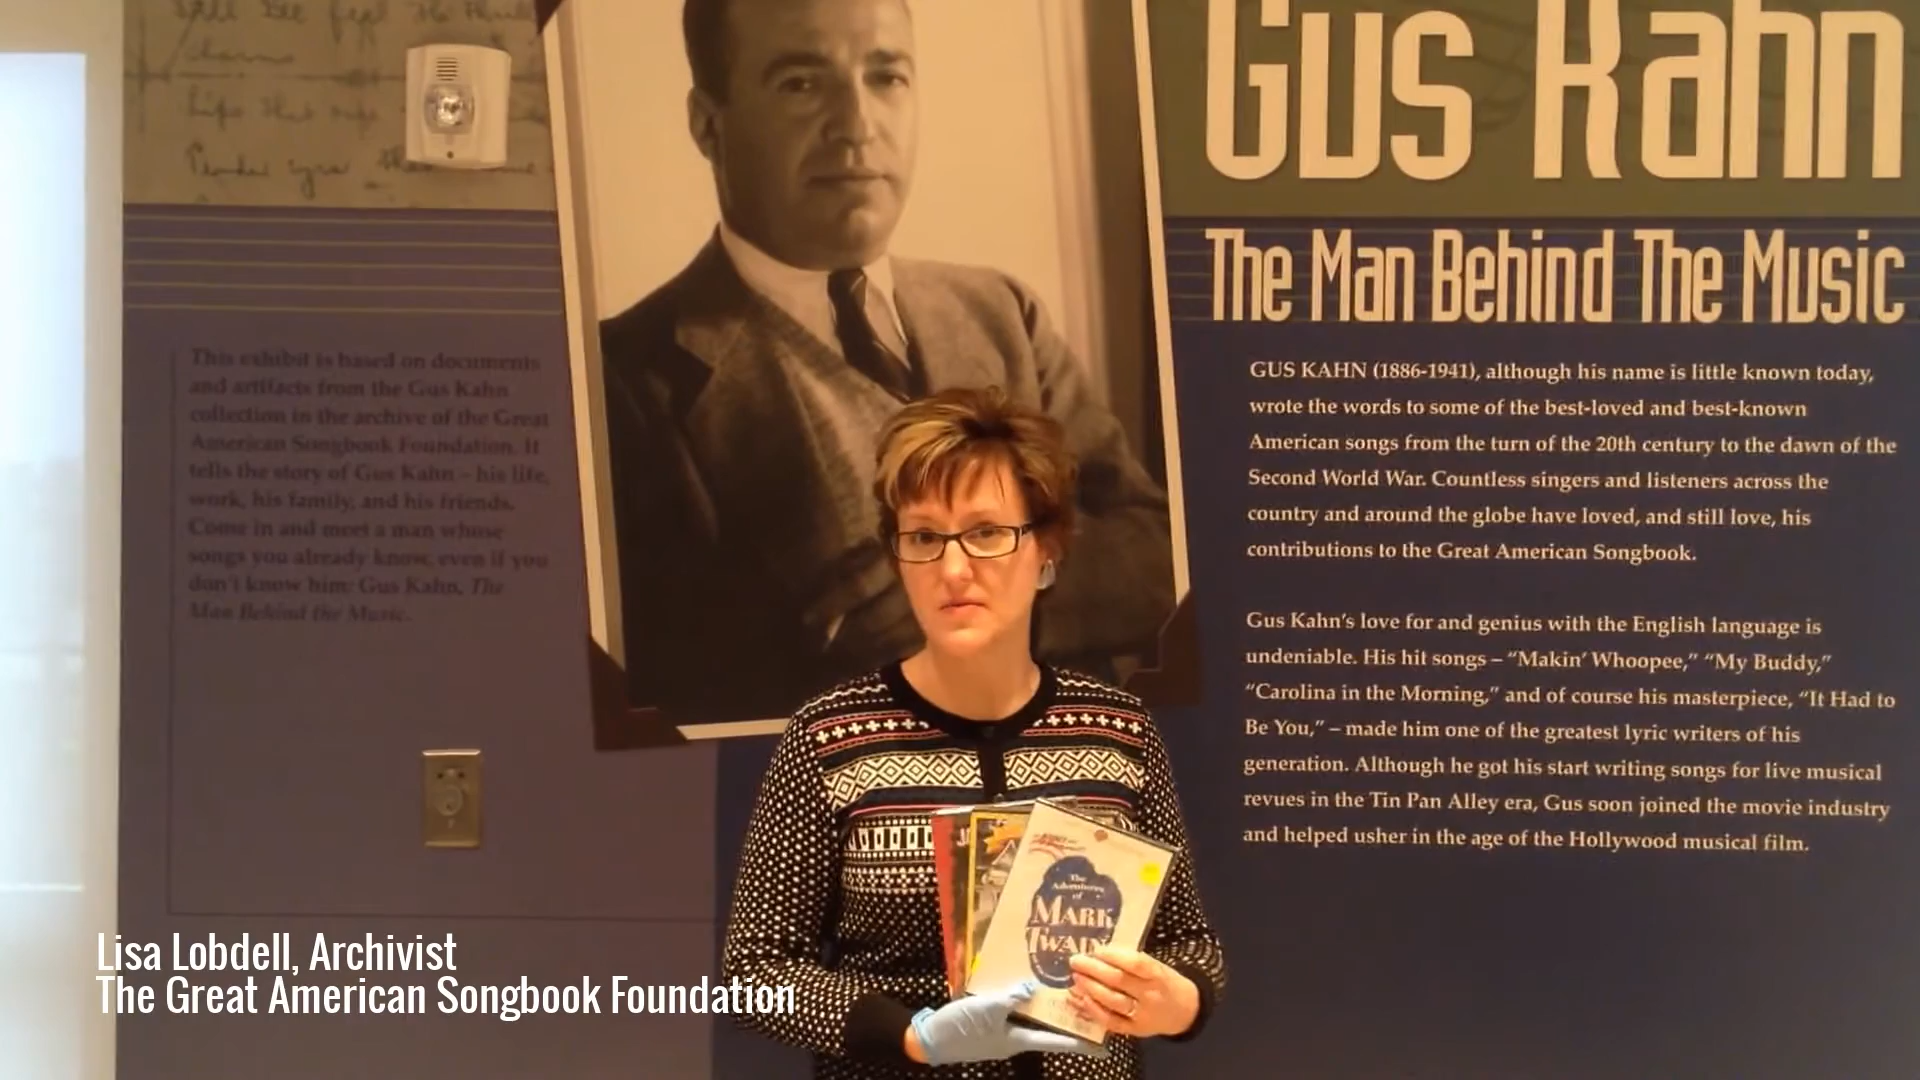 Till See feel the thrill
charm
Lips that
Tender eyes that
Gus Kahn
The Man Behind The Music
This exhibit is based on documents
and artifacts from the Gus Kahn
collection in the archive of the Great
American Songbook Foundation. It
tells the story of Gus Kahn – his life,
work, his family, and his friends.
Come in and meet a man whose
songs you already know, even if you
don't know him: Gus Kahn, The
Man Behind the Music.
GUS KAHN (1886-1941), although his name is little known today,
wrote the words to some of the best-loved and best-known
American songs from the turn of the 20th century to the dawn of the
Second World War. Countless singers and listeners across the
country and around the globe have loved, and still love, his
contributions to the Great American Songbook.
Gus Kahn's love for and genius with the English language is
undeniable. His hit songs – “Makin' Whoopee,” “My Buddy,”
“Carolina in the Morning,” and of course his masterpiece, “It Had to
Be You,” – made him one of the greatest lyric writers of his
generation. Although he got his start writing songs for live musical
revues in the Tin Pan Alley era, Gus soon joined the movie industry
and helped usher in the age of the Hollywood musical film.
The
Adventures
of
MARK
TWAIN
Lisa Lobdell, Archivist
The Great American Songbook Foundation